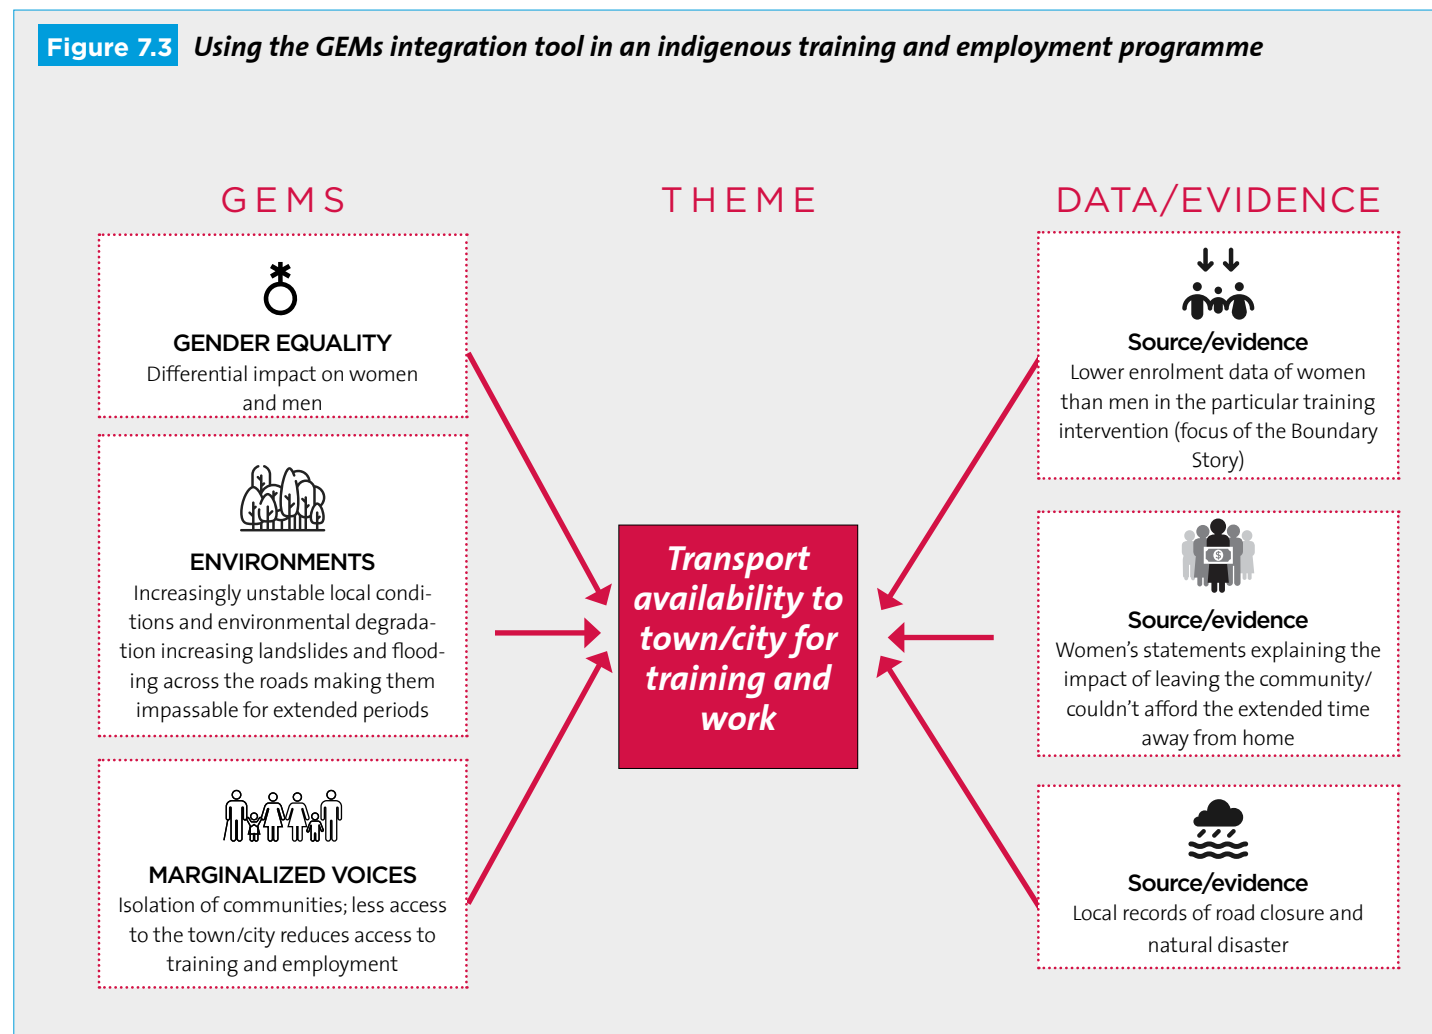 Figure 7.3 Using the GEMs integration tool in an indigenous training and employment programme
GEMS
GENDER EQUALITY
Differential impact on women
and men
ENVIRONMENTS
Increasingly unstable local condi-
tions and environmental degrada-
tion increasing landslides and flood-
ing across the roads making them
impassable for extended periods
MARGINALIZED VOICES
Isolation of communities; less access
to the town/city reduces access to
training and employment
THEME
Transport
availability to
town/city for
training and
work
DATA/EVIDENCE
Source/evidence
Lower enrolment data of women
than men in the particular training
intervention (focus of the Boundary
Story)
$
Source/evidence
Women’s statements explaining the
impact of leaving the community/
couldn’t afford the extended time
away from home
Source/evidence
Local records of road closure and
natural disaster